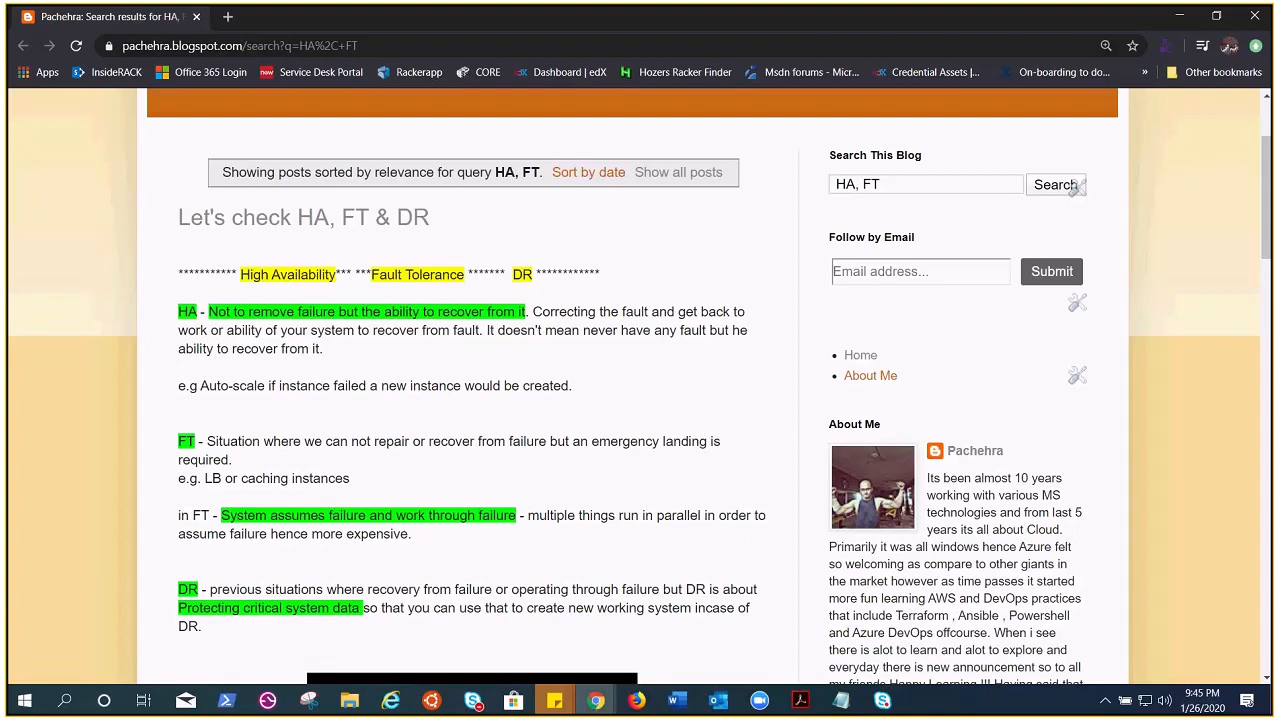 Pachehra: Search results for HA, F
pachehra.blogspot.com/search?q=HA%2C+FT
Apps
InsideRACK
Office 365 Login
new
Service Desk Portal
Rackerapp
CORE
Dashboard | edX
Hozers Racker Finder
Msdn forums - Micr...
Credential Assets,...
On-boarding to do...
»
Other bookmarks
Showing posts sorted by relevance for query HA, FT. Sort by date Show all posts
Let's check HA, FT & DR
*********** High Availability*** ***Fault Tolerance ******* DR ************
HA - Not to remove failure but the ability to recover from it. Correcting the fault and get back to
work or ability of your system to recover from fault. It doesn't mean never have any fault but he
ability to recover from it.
e.g Auto-scale if instance failed a new instance would be created.
FT - Situation where we can not repair or recover from failure but an emergency landing is
required.
e.g. LB or caching instances
in FT - System assumes failure and work through failure - multiple things run in parallel in order to
assume failure hence more expensive.
DR - previous situations where recovery from failure or operating through failure but DR is about
Protecting critical system data so that you can use that to create new working system incase of
DR.
Search This Blog
HA, FT
Search
Follow by Email
Email address...
Submit
Home
About Me
About Me
Pachehra
Its been almost 10 years
working with various MS
technologies and from last 5
years its all about Cloud.
Primarily it was all windows hence Azure felt
so welcoming as compare to other giants in
the market however as time passes it started
more fun learning AWS and DevOps practices
that include Terraform , Ansible , Powershell
and Azure DevOps offcourse. When i see
there is alot to learn and alot to explore and
everyday there is new announcement so to all
my friends Happy Learning !!! Having said that
9:45 PM
1/26/2020